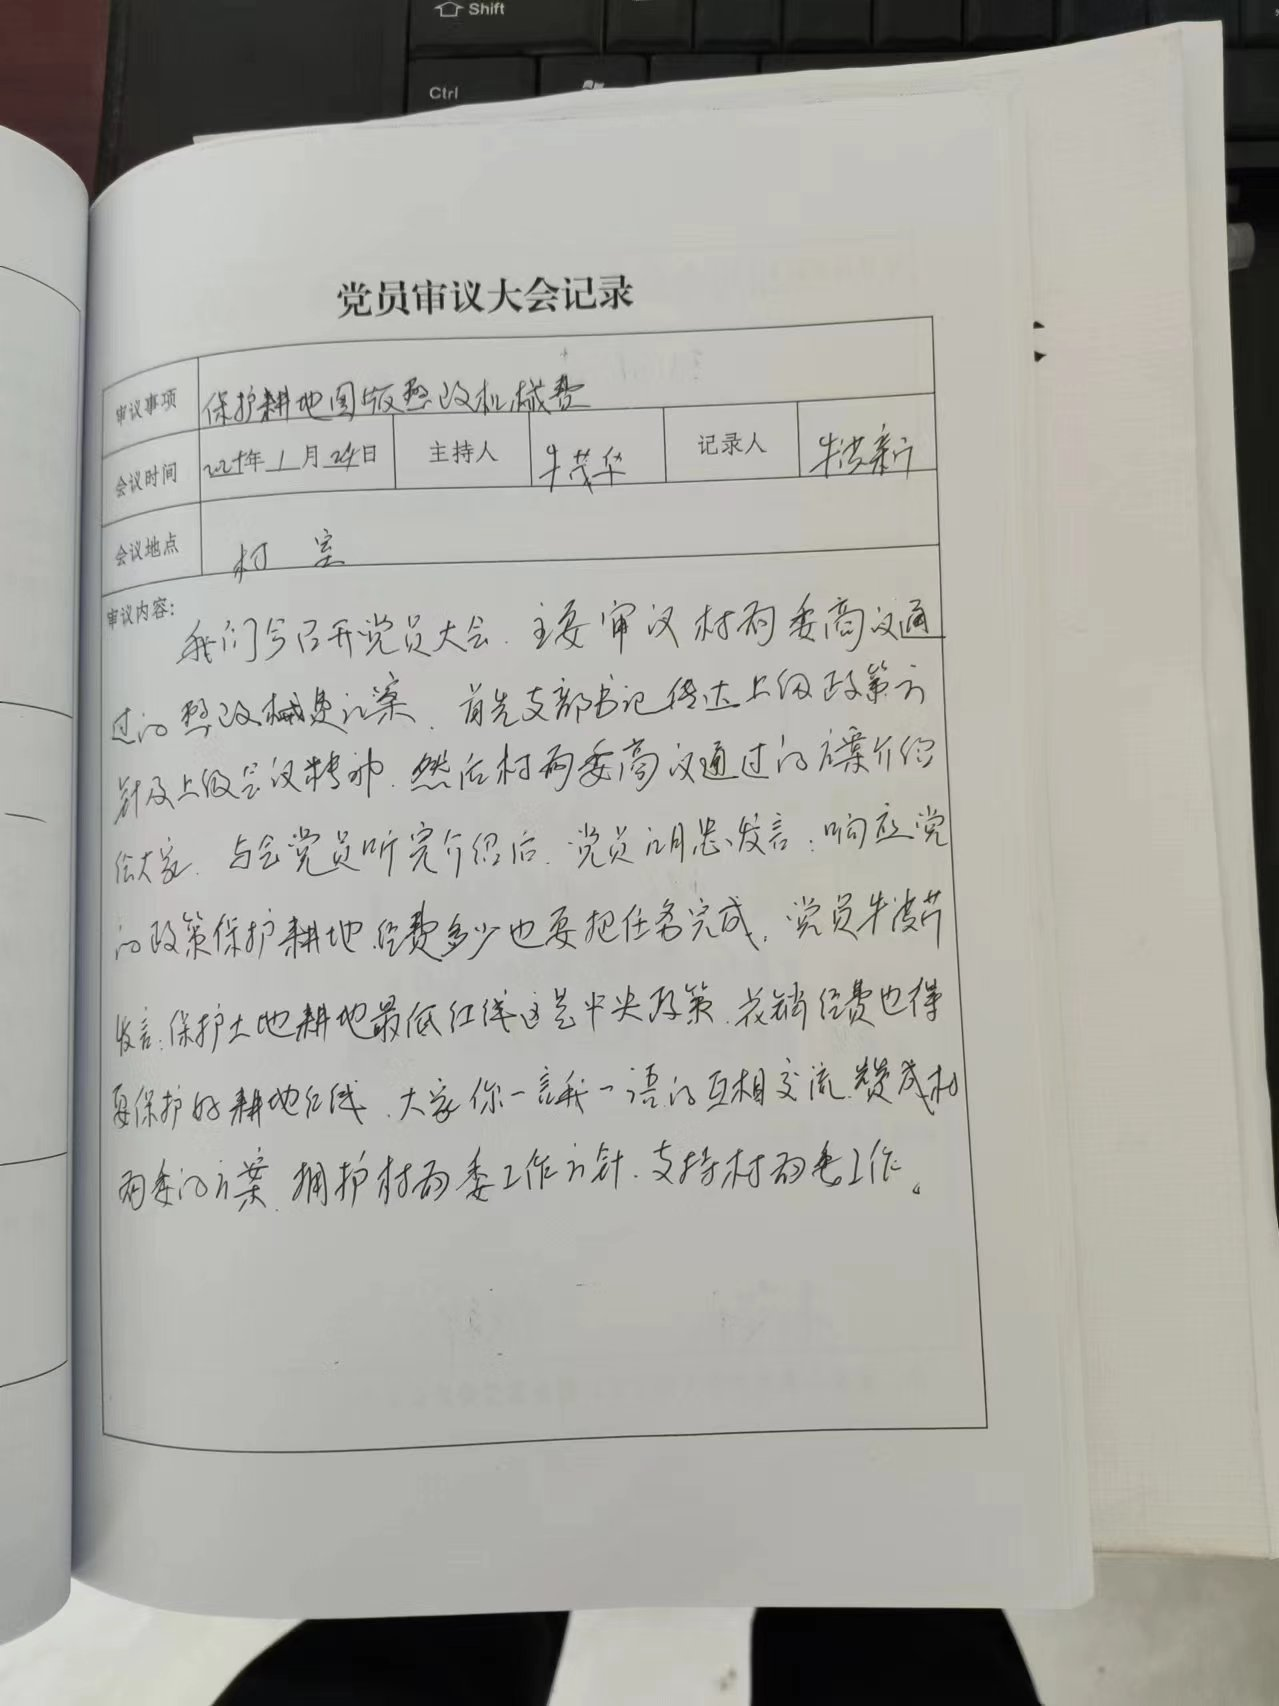 Shift
Ctrl
党员审议大会记录
审议事项 保护耕地图版整改机械费
会议时间 年1月24日 主持人 牛茂华 记录人 牛洪新
会议地点 村室
审议内容:
我们今召开党员大会.主要审议村两委商议通
过的整改械费议案.首先支部书记传达上级政策方
针及上级会议精神.然后村两委商议通过的方案介绍
给大家.与会党员听完介绍后.党员发言:响应党
的政策保护耕地.经费多少也要把任务完成.党员牛
发言:保护土地耕地最低红线这是中央政策.花销经费也得
要保护好耕地红线.大家你一言我一语的互相交流.赞成村
两委的方案.拥护村两委工作方针.支持村两委工作。